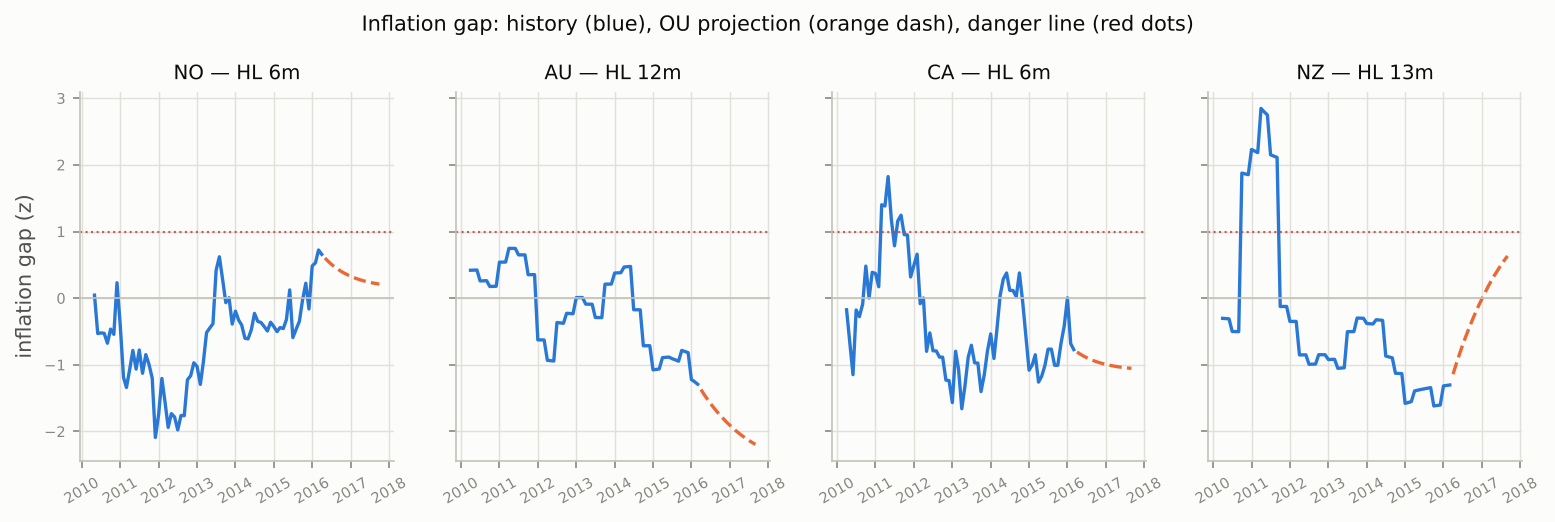 Inflation gap: history (blue), OU projection (orange dash), danger line (red dots)
NO — HL 6m
AU — HL 12m
CA — HL 6m
NZ — HL 13m
inflation gap (z)
3
2
1
0
−1
−2
2010 2011 2012 2013 2014 2015 2016 2017 2018
2010 2011 2012 2013 2014 2015 2016 2017 2018
2010 2011 2012 2013 2014 2015 2016 2017 2018
2010 2011 2012 2013 2014 2015 2016 2017 2018